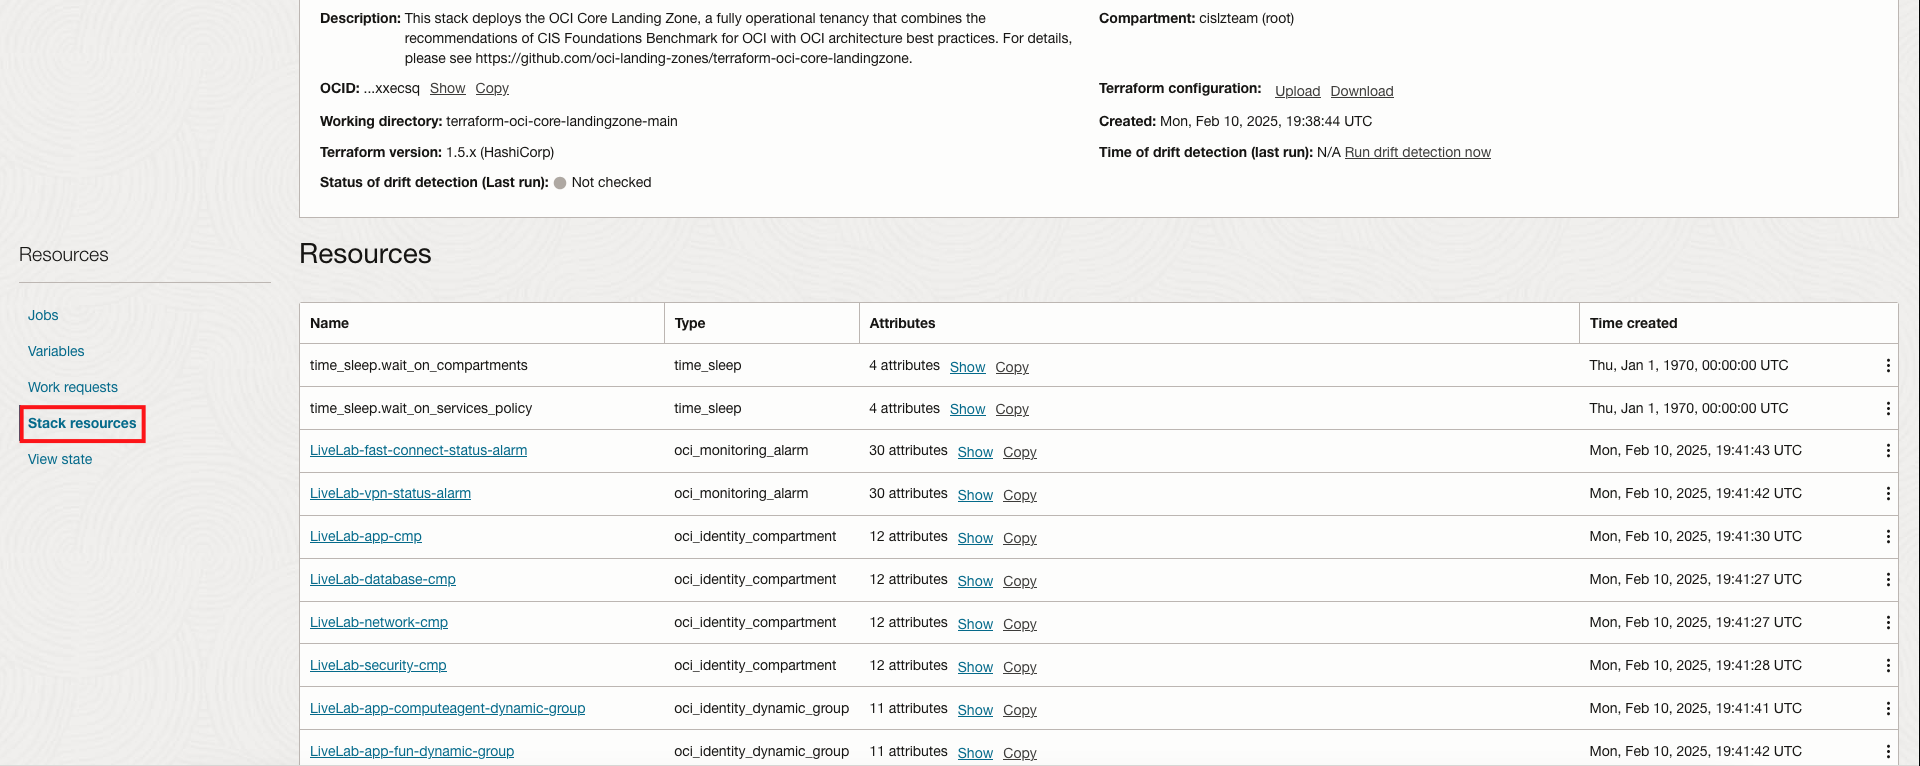 Description: This stack deploys the OCI Core Landing Zone, a fully operational tenancy that combines the
recommendations of CIS Foundations Benchmark for OCI with OCI architecture best practices. For details,
please see https://github.com/oci-landing-zones/terraform-oci-core-landingzone.
Compartment: cislzteam (root)
OCID: ...xxecsq Show Copy
Terraform configuration: Upload Download
Working directory: terraform-oci-core-landingzone-main
Created: Mon, Feb 10, 2025, 19:38:44 UTC
Terraform version: 1.5.x (HashiCorp)
Time of drift detection (last run): N/A Run drift detection now
Status of drift detection (Last run): Not checked
Resources
Jobs
Variables
Work requests
Stack resources
View state
Resources
Name Type Attributes Time created
time_sleep.wait_on_compartments time_sleep 4 attributes Show Copy Thu, Jan 1, 1970, 00:00:00 UTC
time_sleep.wait_on_services_policy time_sleep 4 attributes Show Copy Thu, Jan 1, 1970, 00:00:00 UTC
LiveLab-fast-connect-status-alarm oci_monitoring_alarm 30 attributes Show Copy Mon, Feb 10, 2025, 19:41:43 UTC
LiveLab-vpn-status-alarm oci_monitoring_alarm 30 attributes Show Copy Mon, Feb 10, 2025, 19:41:42 UTC
LiveLab-app-cmp oci_identity_compartment 12 attributes Show Copy Mon, Feb 10, 2025, 19:41:30 UTC
LiveLab-database-cmp oci_identity_compartment 12 attributes Show Copy Mon, Feb 10, 2025, 19:41:27 UTC
LiveLab-network-cmp oci_identity_compartment 12 attributes Show Copy Mon, Feb 10, 2025, 19:41:27 UTC
LiveLab-security-cmp oci_identity_compartment 12 attributes Show Copy Mon, Feb 10, 2025, 19:41:28 UTC
LiveLab-app-computeagent-dynamic-group oci_identity_dynamic_group 11 attributes Show Copy Mon, Feb 10, 2025, 19:41:41 UTC
LiveLab-app-fun-dynamic-group oci_identity_dynamic_group 11 attributes Show Copy Mon, Feb 10, 2025, 19:41:42 UTC